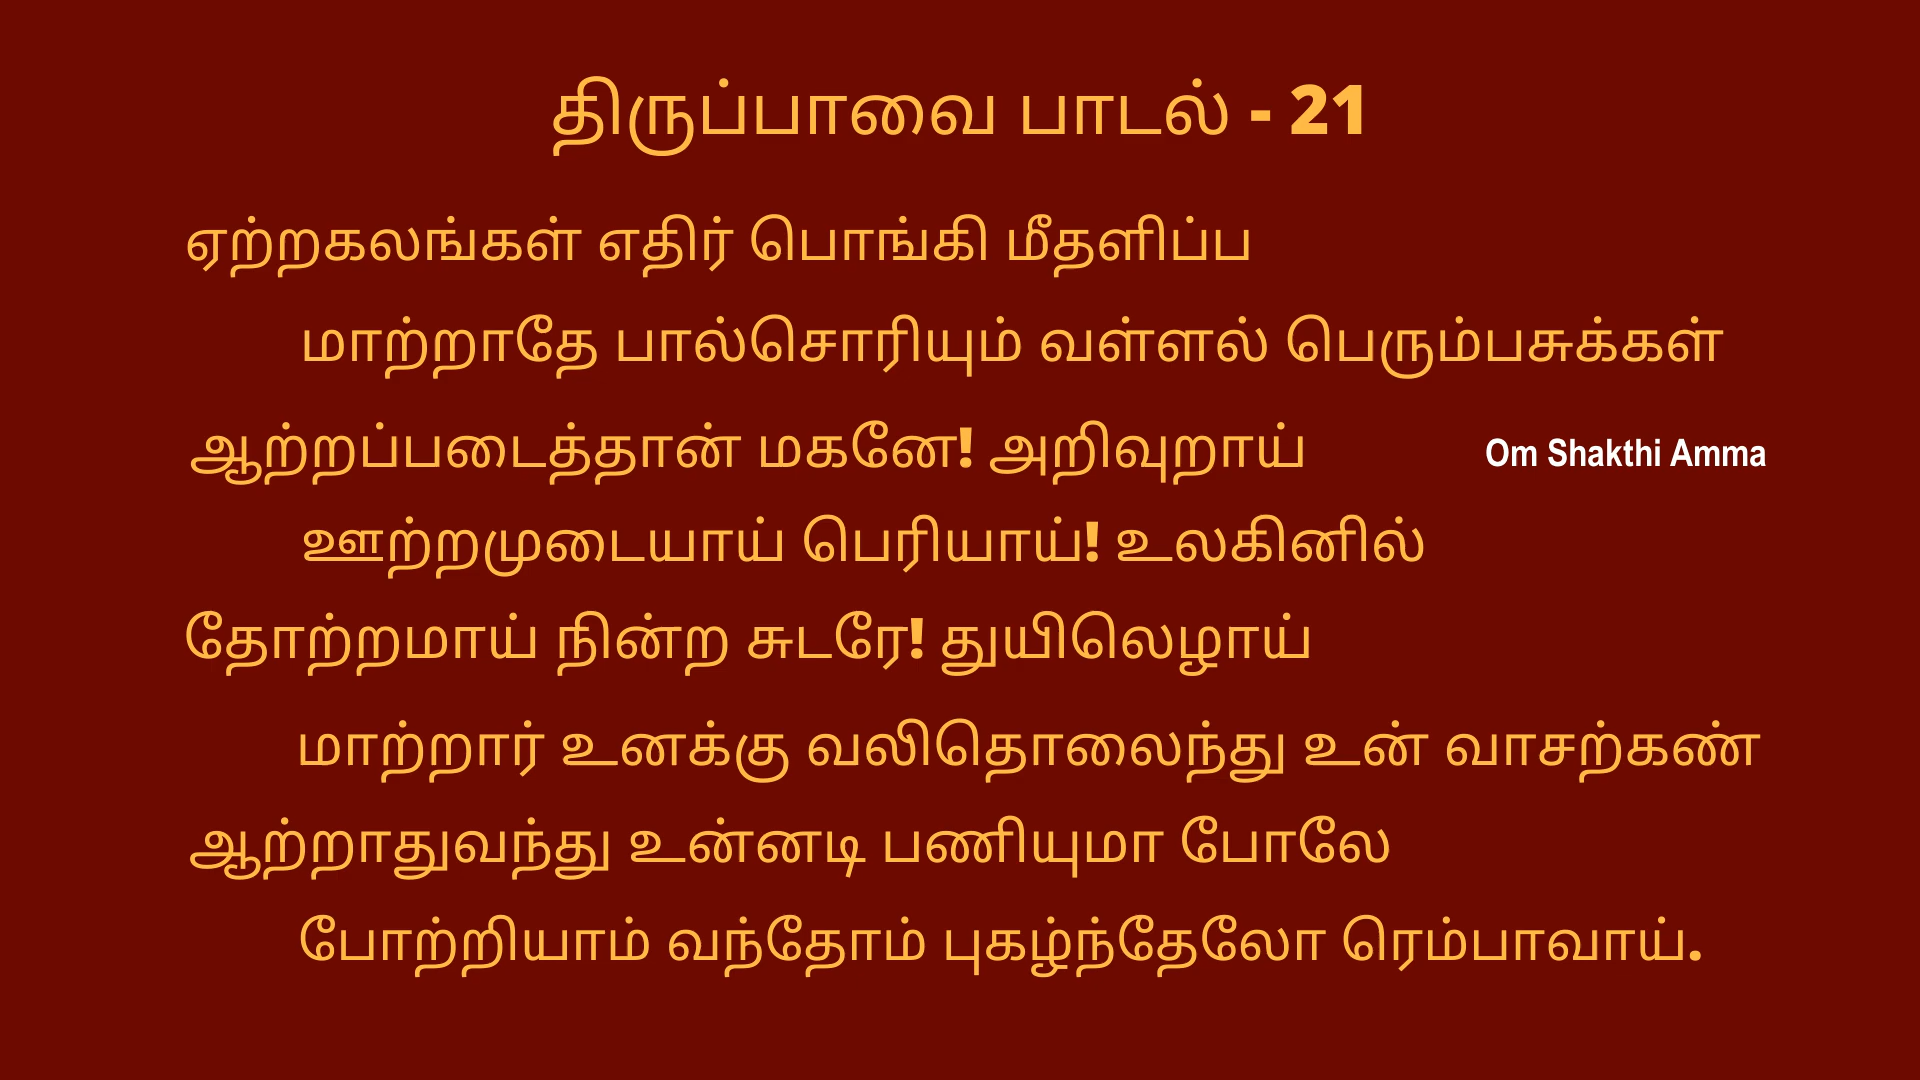 திருப்பாவை பாடல் - 21
ஏற்றகலங்கள் எதிர் பொங்கி மீதளிப்ப
மாற்றாதே பால்சொரியும் வள்ளல் பெரும்பசுக்கள்
ஆற்றப்படைத்தான் மகனே! அறிவுறாய்
Om Shakthi Amma
ஊற்றமுடையாய் பெரியாய்! உலகினில்
தோற்றமாய் நின்ற சுடரே! துயிலெழாய்
மாற்றார் உனக்கு வலிதொலைந்து உன் வாசற்கண்
ஆற்றாதுவந்து உன்னடி பணியுமா போலே
போற்றியாம் வந்தோம் புகழ்ந்தேலோ ரெம்பாவாய்.